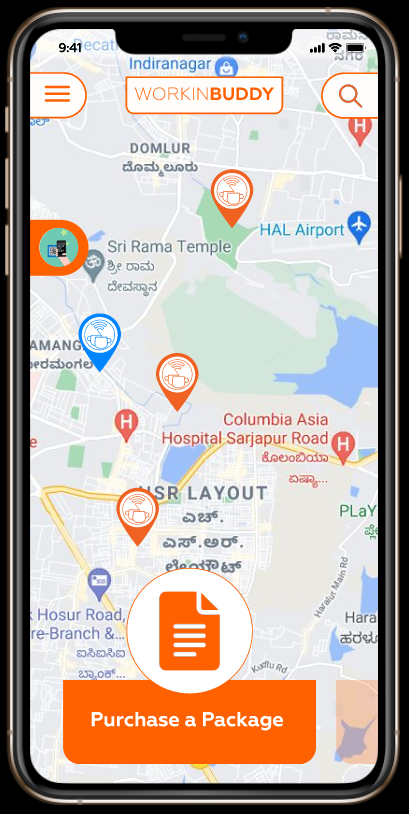 9:41
Indiranagar
WORKINBUDDY
H
DOMLUR
ದೊಮ್ಮಲೂರು
HAL Airport
Sri Rama Temple
ಶ್ರೀ ರಾಮ
ದೇವಸ್ಥಾನ
AMANG
ೋರಮಂಗಲ
H
Columbia Asia
Hospital Sarjapur Road
H
ಕೊಲಂಬಿಯಾ
ಏಷ್ಯಾ...
HSR LAYOUT
ಎಚ್.
ಎಸ್.ಆರ್.
ಲೇಔಟ್
PLaY
Haralur Main Rd
k Hosur Road,
re-Branch &...
ಐಸಿಐಸಿಐ
ಬ್ಯಾಂಕ್...
Hara
ಹರಳೂ
Kudlu Rd
Purchase a Package